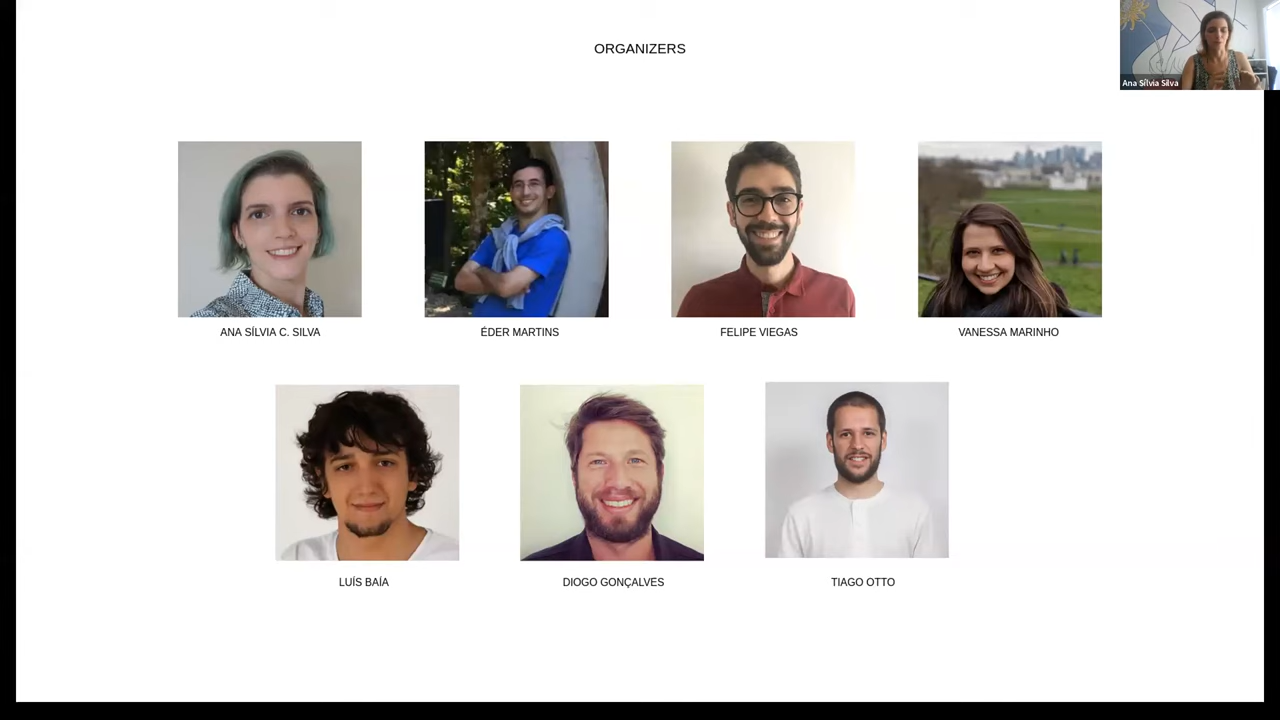 ORGANIZERS
Ana Sílvia Silva
ANA SÍLVIA C. SILVA
ÉDER MARTINS
FELIPE VIEGAS
VANESSA MARINHO
LUÍS BAÍA
DIOGO GONÇALVES
TIAGO OTTO